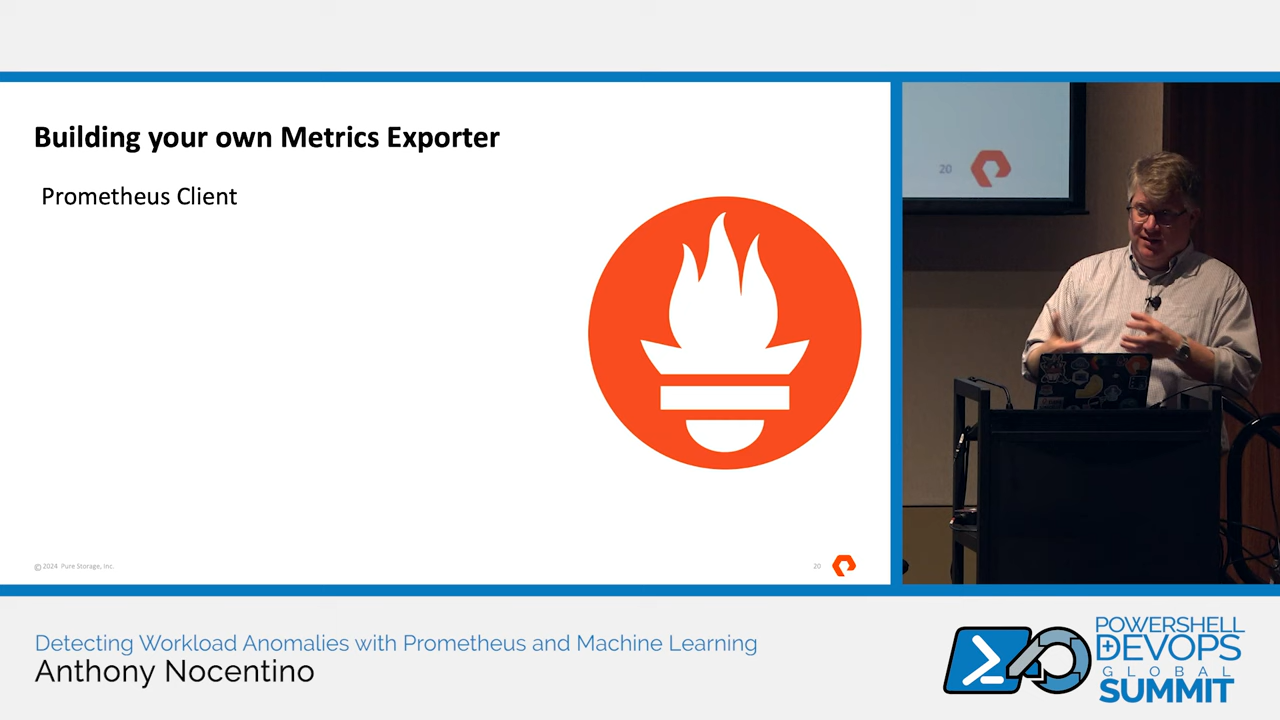 Building your own Metrics Exporter
Prometheus Client
© 2024 Pure Storage, Inc.
20
20
Detecting Workload Anomalies with Prometheus and Machine Learning
Anthony Nocentino
POWERSHELL
DEVOPS
GLOBAL
SUMMIT